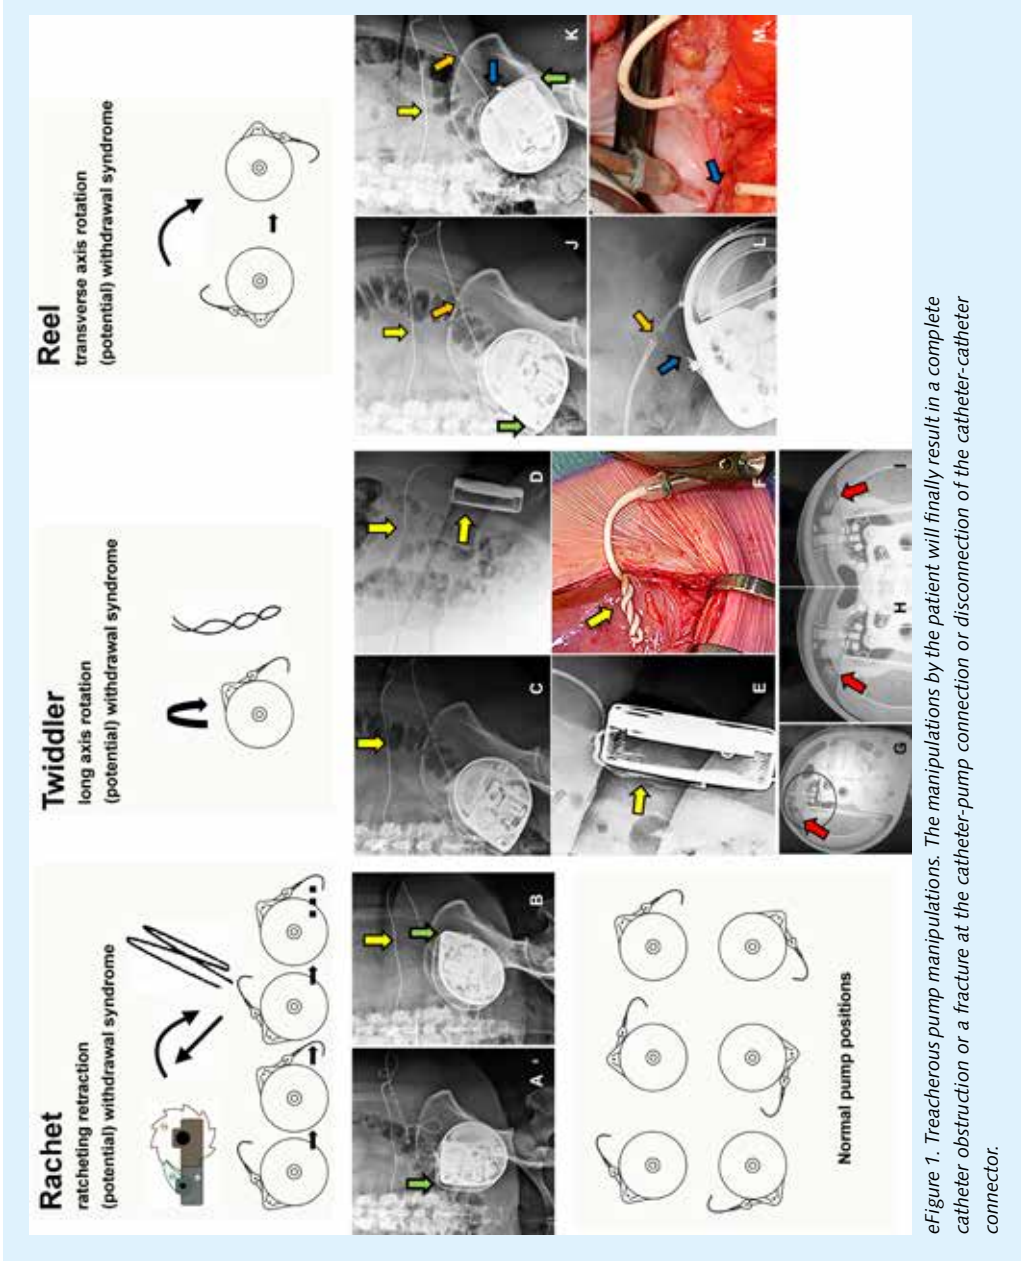 Rachet
ratcheting retraction
(potential) withdrawal syndrome
Twiddler
long axis rotation
(potential) withdrawal syndrome
Reel
transverse axis rotation
(potential) withdrawal syndrome
A
B
C
D
J
K
Normal pump positions
E
F
L
M
G
H
I
eFigure 1. Treacherous pump manipulations. The manipulations by the patient will finally result in a complete
catheter obstruction or a fracture at the catheter-pump connection or disconnection of the catheter-catheter
connector.